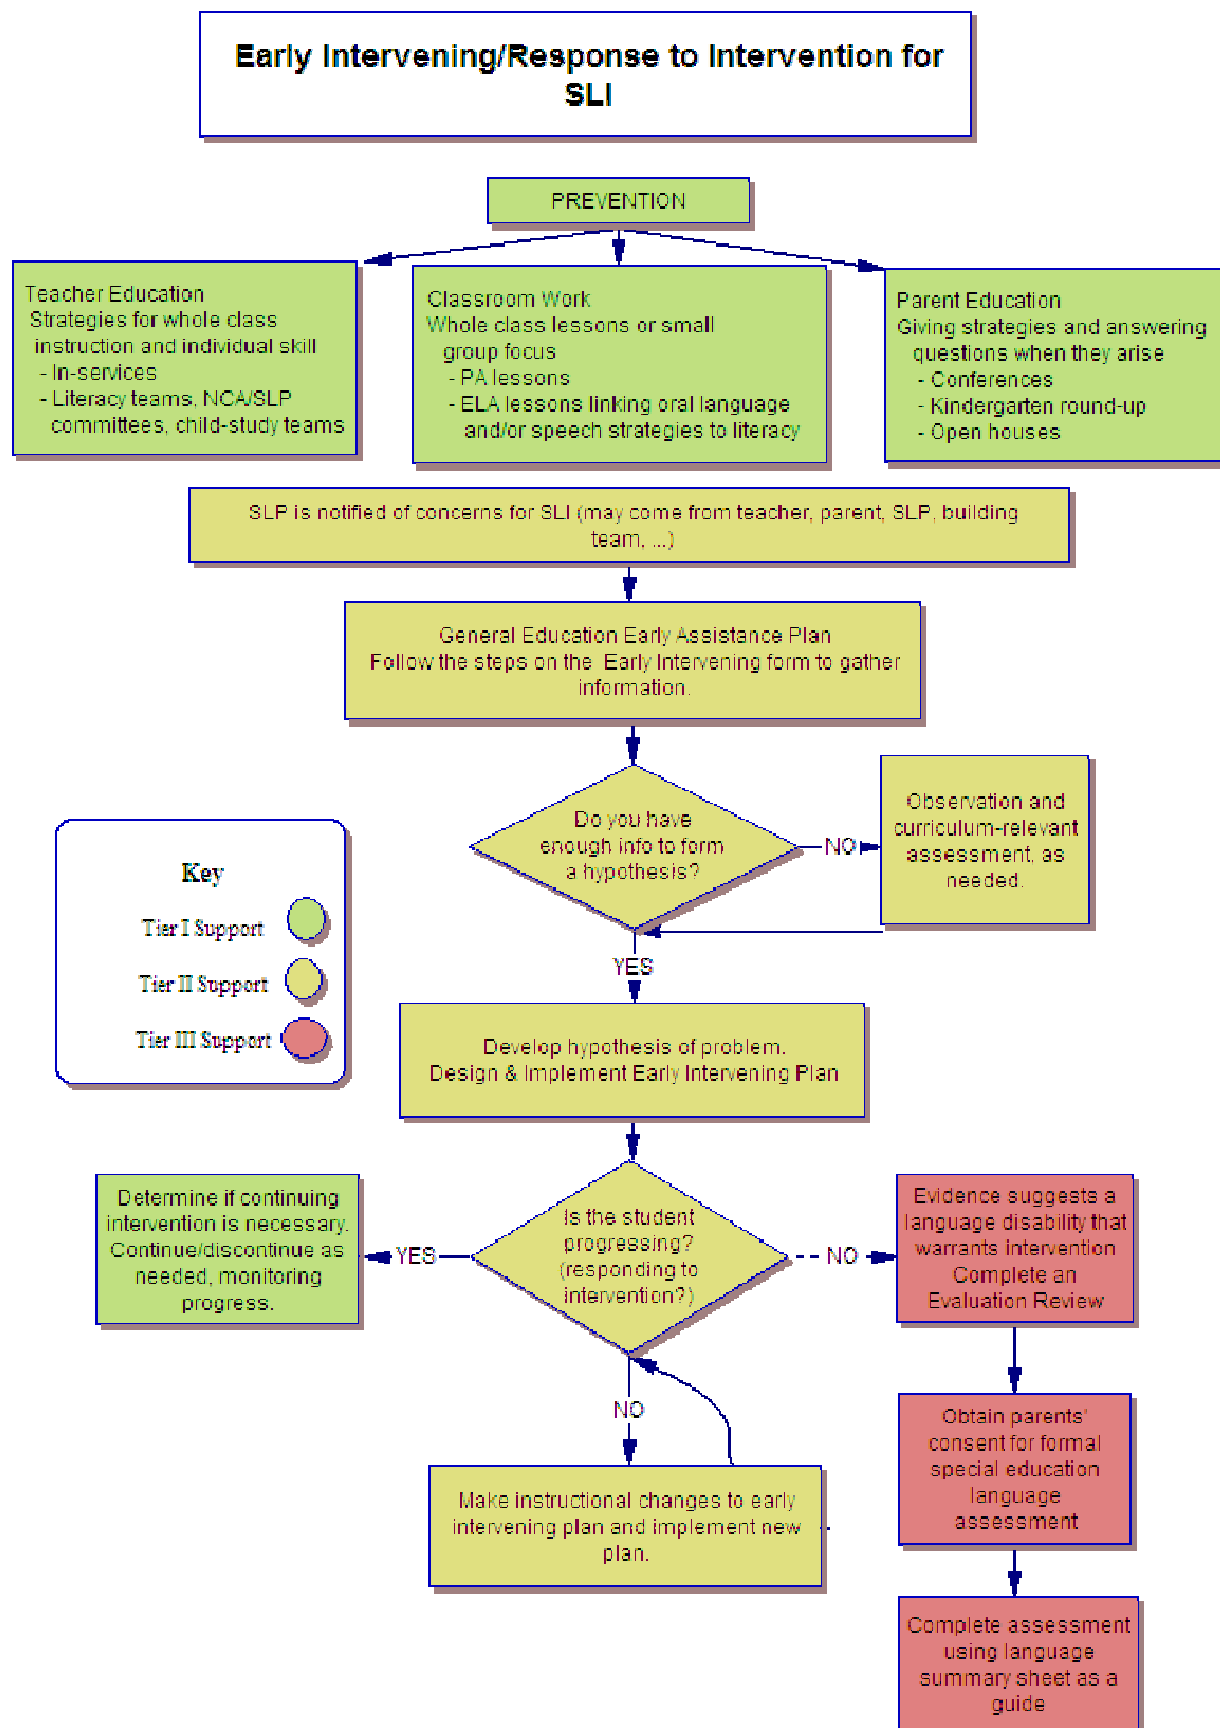 Early Intervening/Response to Intervention for
SLI
PREVENTION
Teacher Education
Strategies for whole class
instruction and individual skill
- In-services
- Literacy teams, NCA/SLP
committees, child-study teams
Classroom Work
Whole class lessons or small
group focus
- PA lessons
- ELA lessons linking oral language
and/or speech strategies to literacy
Parent Education
Giving strategies and answering
questions when they arise
- Conferences
- Kindergarten round-up
- Open houses
SLP is notified of concerns for SLI (may come from teacher, parent, SLP, building
team, ...)
General Education Early Assistance Plan
Follow the steps on the Early Intervening form to gather
information.
Do you have
enough info to form
a hypothesis?
NO
Observation and
curriculum-relevant
assessment, as
needed.
Key
Tier I Support
Tier II Support
Tier III Support
YES
Develop hypothesis of problem.
Design & Implement Early Intervening Plan
Determine if continuing
intervention is necessary.
Continue/discontinue as
needed, monitoring
progress.
YES
Is the student
progressing?
(responding to
intervention?)
NO
Evidence suggests a
language disability that
warrants intervention
Complete an
Evaluation Review
NO
Make instructional changes to early
intervening plan and implement new
plan.
Obtain parents'
consent for formal
special education
language
assessment
Complete assessment
using language
summary sheet as a
guide